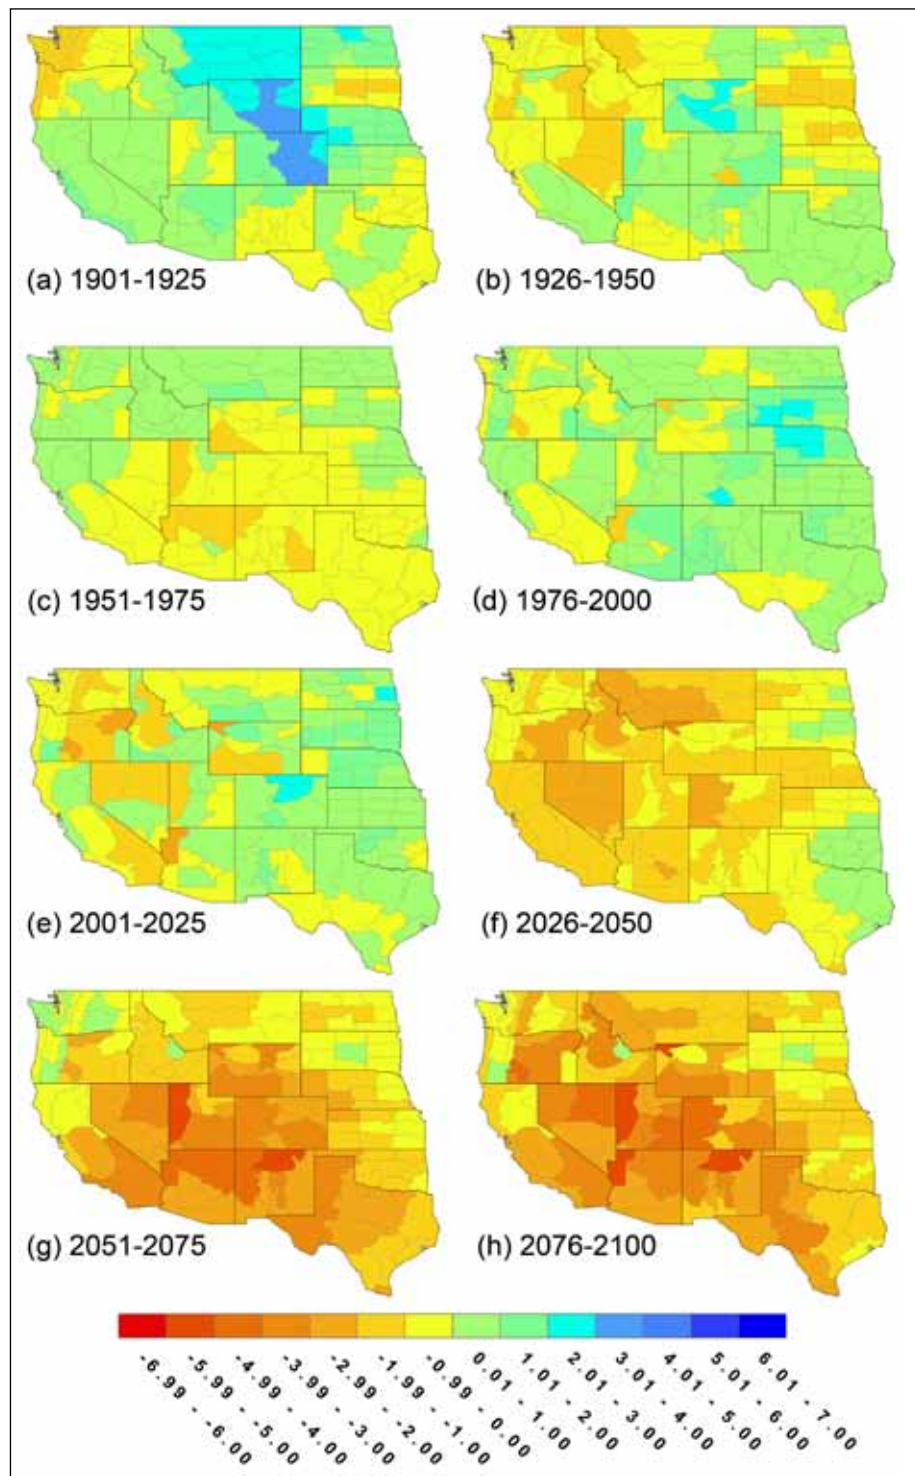 (a) 1901-1925
(b) 1926-1950
(c) 1951-1975
(d) 1976-2000
(e) 2001-2025
(f) 2026-2050
(g) 2051-2075
(h) 2076-2100
-6.99 - -6.00
-5.99 - -5.00
-4.99 - -4.00
-3.99 - -3.00
-2.99 - -2.00
-1.99 - -1.00
-0.99 - 0.00
0.01 - 1.00
1.01 - 2.00
2.01 - 3.00
3.01 - 4.00
4.01 - 5.00
5.01 - 6.00
6.01 - 7.00